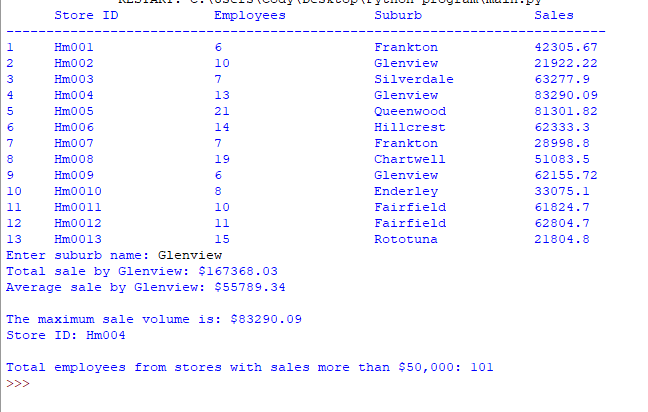 RESTART: C:\Users\Cody\Desktop\Python program\main.py
Store ID Employees Suburb Sales
--------------------------------------------------------------------------------
1 Hm001 6 Frankton 42305.67
2 Hm002 10 Glenview 21922.22
3 Hm003 7 Silverdale 63277.9
4 Hm004 13 Glenview 83290.09
5 Hm005 21 Queenwood 81301.82
6 Hm006 14 Hillcrest 62333.3
7 Hm007 7 Frankton 28998.8
8 Hm008 19 Chartwell 51083.5
9 Hm009 6 Glenview 62155.72
10 Hm0010 8 Enderley 33075.1
11 Hm0011 10 Fairfield 61824.7
12 Hm0012 11 Fairfield 62804.7
13 Hm0013 15 Rototuna 21804.8
Enter suburb name: Glenview
Total sale by Glenview: $167368.03
Average sale by Glenview: $55789.34
The maximum sale volume is: $83290.09
Store ID: Hm004
Total employees from stores with sales more than $50,000: 101
>>>